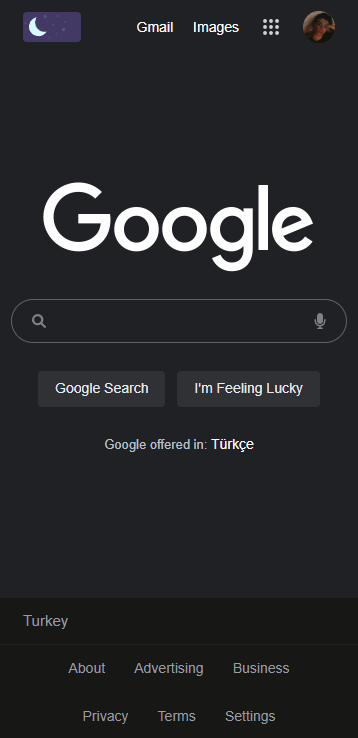 Gmail Images
Google
Google Search I'm Feeling Lucky
Google offered in: Türkçe
Turkey
About Advertising Business
Privacy Terms Settings